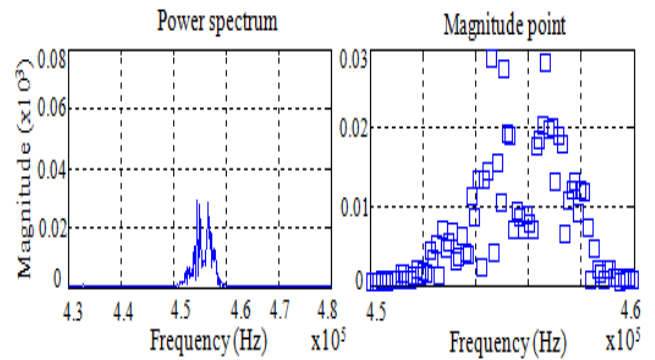 Power spectrum
Magnitude point
Magnitude (x10³)
0.08
0.06
0.04
0.02
0
4.3
4.4
4.5
4.6
4.7
4.8
Frequency (Hz)
x10⁵
0.03
0.02
0.01
0
4.5
4.6
Frequency (Hz)
x10⁵